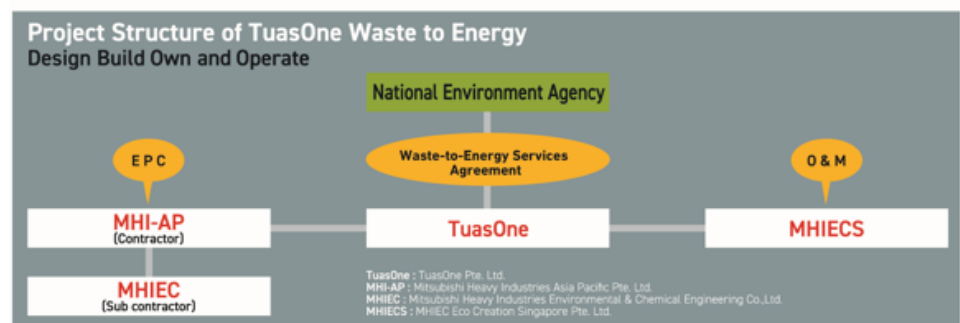 Project Structure of TuasOne Waste to Energy
Design Build Own and Operate
National Environment Agency
E P C
Waste-to-Energy Services
Agreement
O & M
MHI-AP
(Contractor)
TuasOne
MHIECS
MHIEC
(Sub contractor)
TuasOne : TuasOne Pte. Ltd.
MHI-AP : Mitsubishi Heavy Industries Asia Pacific Pte. Ltd.
MHIEC : Mitsubishi Heavy Industries Environmental & Chemical Engineering Co.,Ltd.
MHIECS : MHIEC Eco Creation Singapore Pte. Ltd.